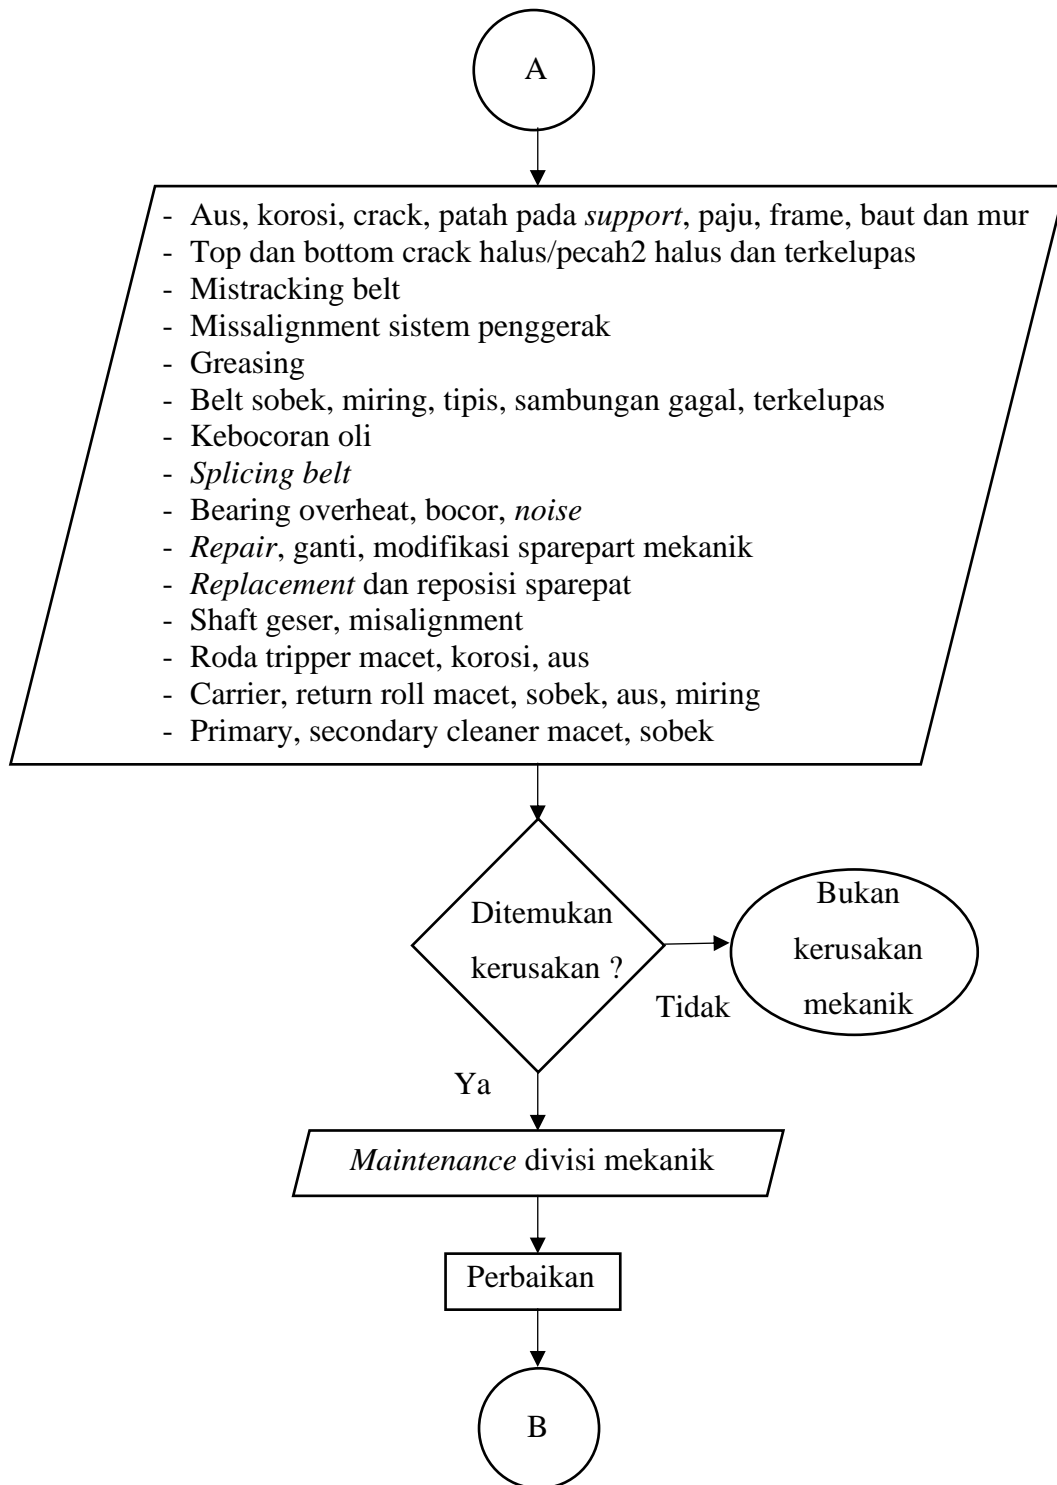 A
- Aus, korosi, crack, patah pada support, paju, frame, baut dan mur
- Top dan bottom crack halus/pecah2 halus dan terkelupas
- Mistracking belt
- Missalignment sistem penggerak
- Greasing
- Belt sobek, miring, tipis, sambungan gagal, terkelupas
- Kebocoran oli
- Splicing belt
- Bearing overheat, bocor, noise
- Repair, ganti, modifikasi sparepart mekanik
- Replacement dan reposisi sparepat
- Shaft geser, misalignment
- Roda tripper macet, korosi, aus
- Carrier, return roll macet, sobek, aus, miring
- Primary, secondary cleaner macet, sobek
Ditemukan
kerusakan ?
Tidak
Bukan
kerusakan
mekanik
Ya
Maintenance divisi mekanik
Perbaikan
B